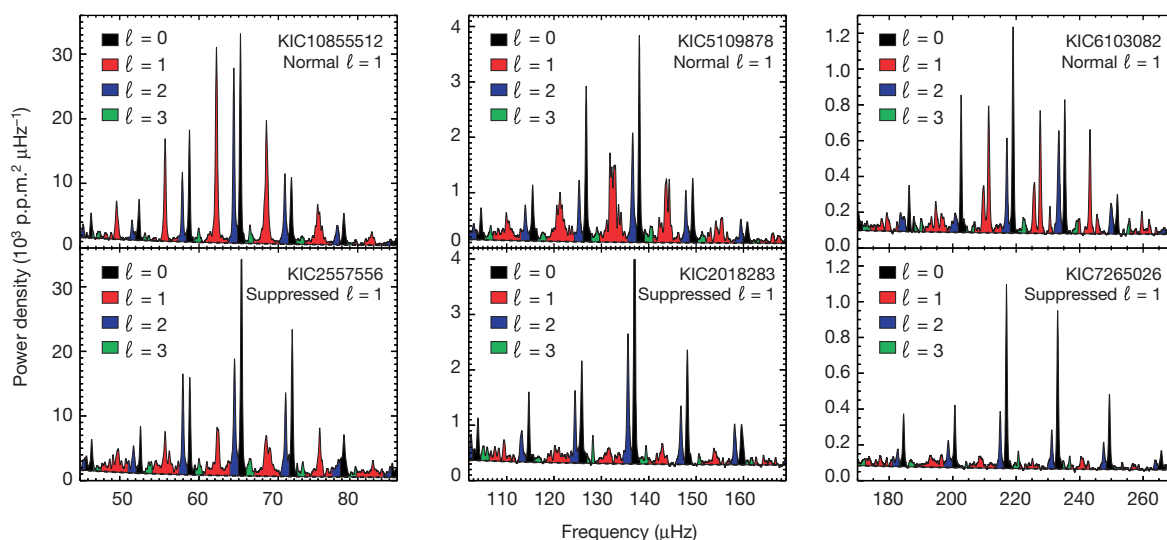 Power density (10³ p.p.m.² μHz⁻¹)
30
20
10
0
ℓ = 0
ℓ = 1
ℓ = 2
ℓ = 3
KIC10855512
Normal ℓ = 1
4
3
2
1
0
ℓ = 0
ℓ = 1
ℓ = 2
ℓ = 3
KIC5109878
Normal ℓ = 1
1.2
1.0
0.8
0.6
0.4
0.2
0.0
ℓ = 0
ℓ = 1
ℓ = 2
ℓ = 3
KIC6103082
Normal ℓ = 1
30
20
10
0
ℓ = 0
ℓ = 1
ℓ = 2
ℓ = 3
KIC2557556
Suppressed ℓ = 1
50 60 70 80
4
3
2
1
0
ℓ = 0
ℓ = 1
ℓ = 2
ℓ = 3
KIC2018283
Suppressed ℓ = 1
110 120 130 140 150 160
1.2
1.0
0.8
0.6
0.4
0.2
0.0
ℓ = 0
ℓ = 1
ℓ = 2
ℓ = 3
KIC7265026
Suppressed ℓ = 1
180 200 220 240 260
Frequency (μHz)